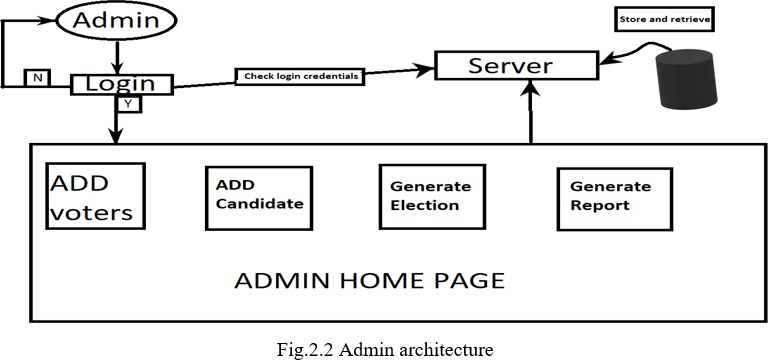 Admin
Store and retrieve
N
Login
Check login credentials
Server
Y
ADD
voters
ADD
Candidate
Generate
Election
Generate
Report
ADMIN HOME PAGE
Fig.2.2 Admin architecture